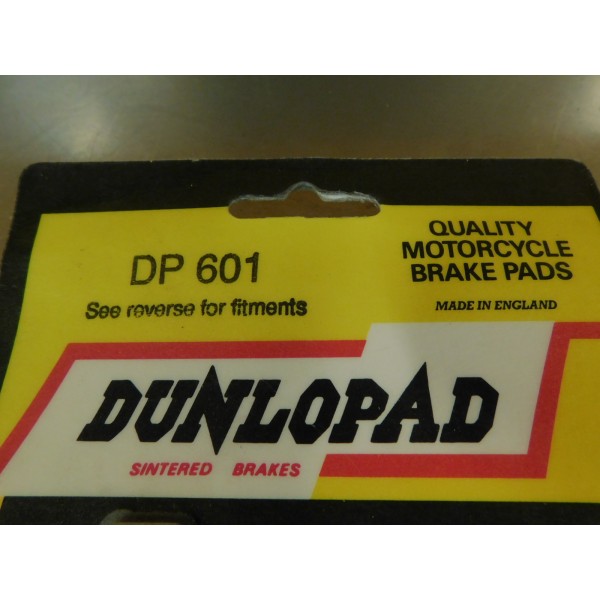 DP 601
See reverse for fitments
QUALITY
MOTORCYCLE
BRAKE PADS
MADE IN ENGLAND
DUNLOPAD
SINTERED BRAKES